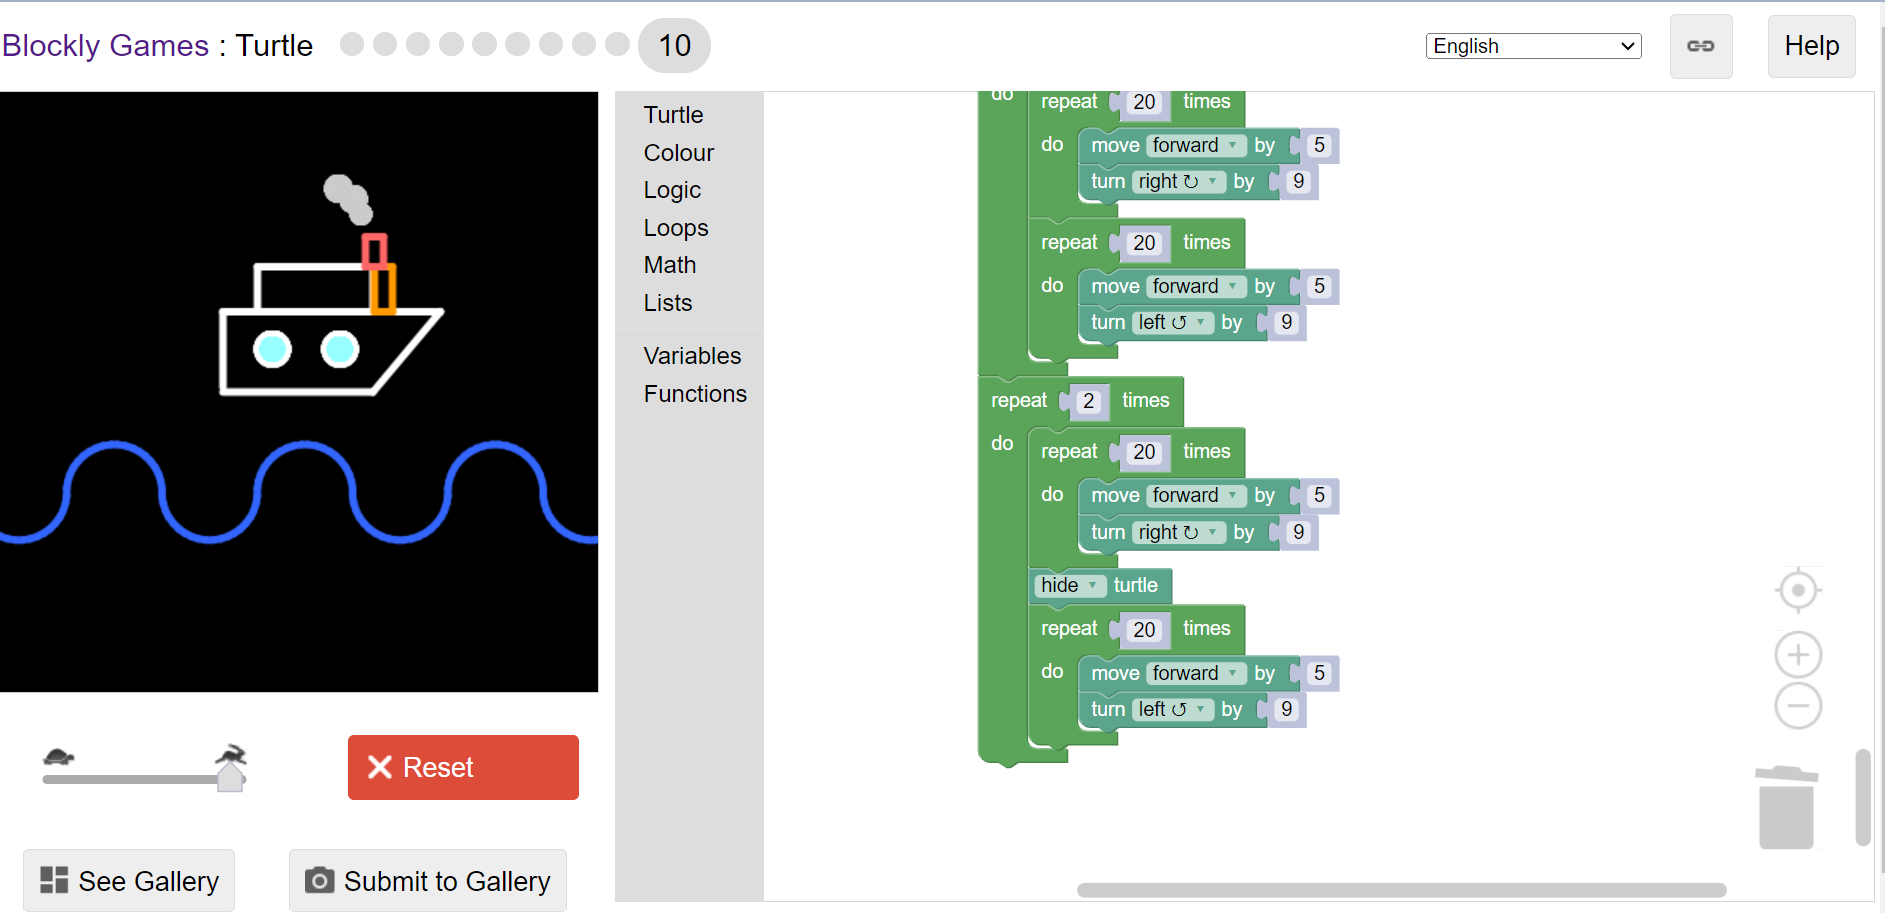 Blockly Games : Turtle 10 English Help
Turtle
Colour
Logic
Loops
Math
Lists
Variables
Functions
do repeat 20 times
do move forward by 5
turn right ↻ by 9
repeat 20 times
do move forward by 5
turn left ↺ by 9
repeat 2 times
do repeat 20 times
do move forward by 5
turn right ↻ by 9
hide turtle
repeat 20 times
do move forward by 5
turn left ↺ by 9
Reset
See Gallery
Submit to Gallery